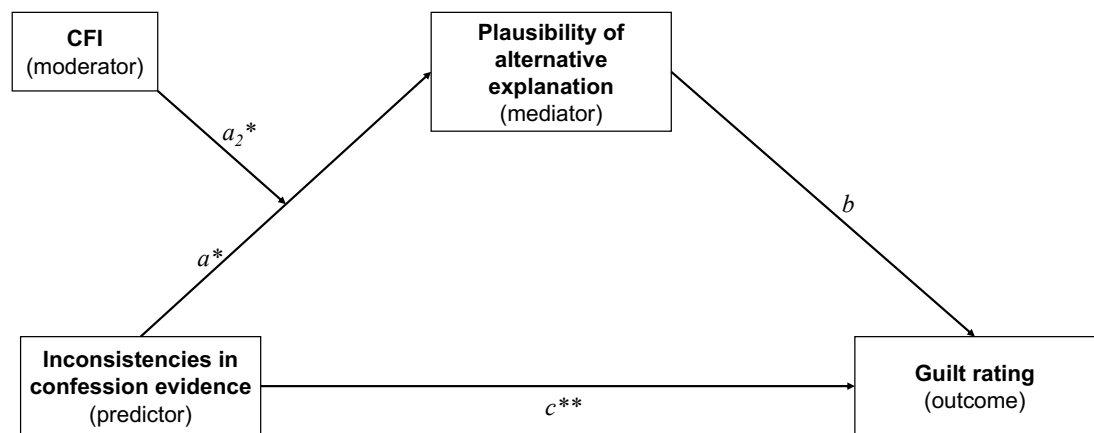 CFI
(moderator)
Plausibility of
alternative
explanation
(mediator)
a₂*
b
a*
Inconsistencies in
confession evidence
(predictor)
c**
Guilt rating
(outcome)